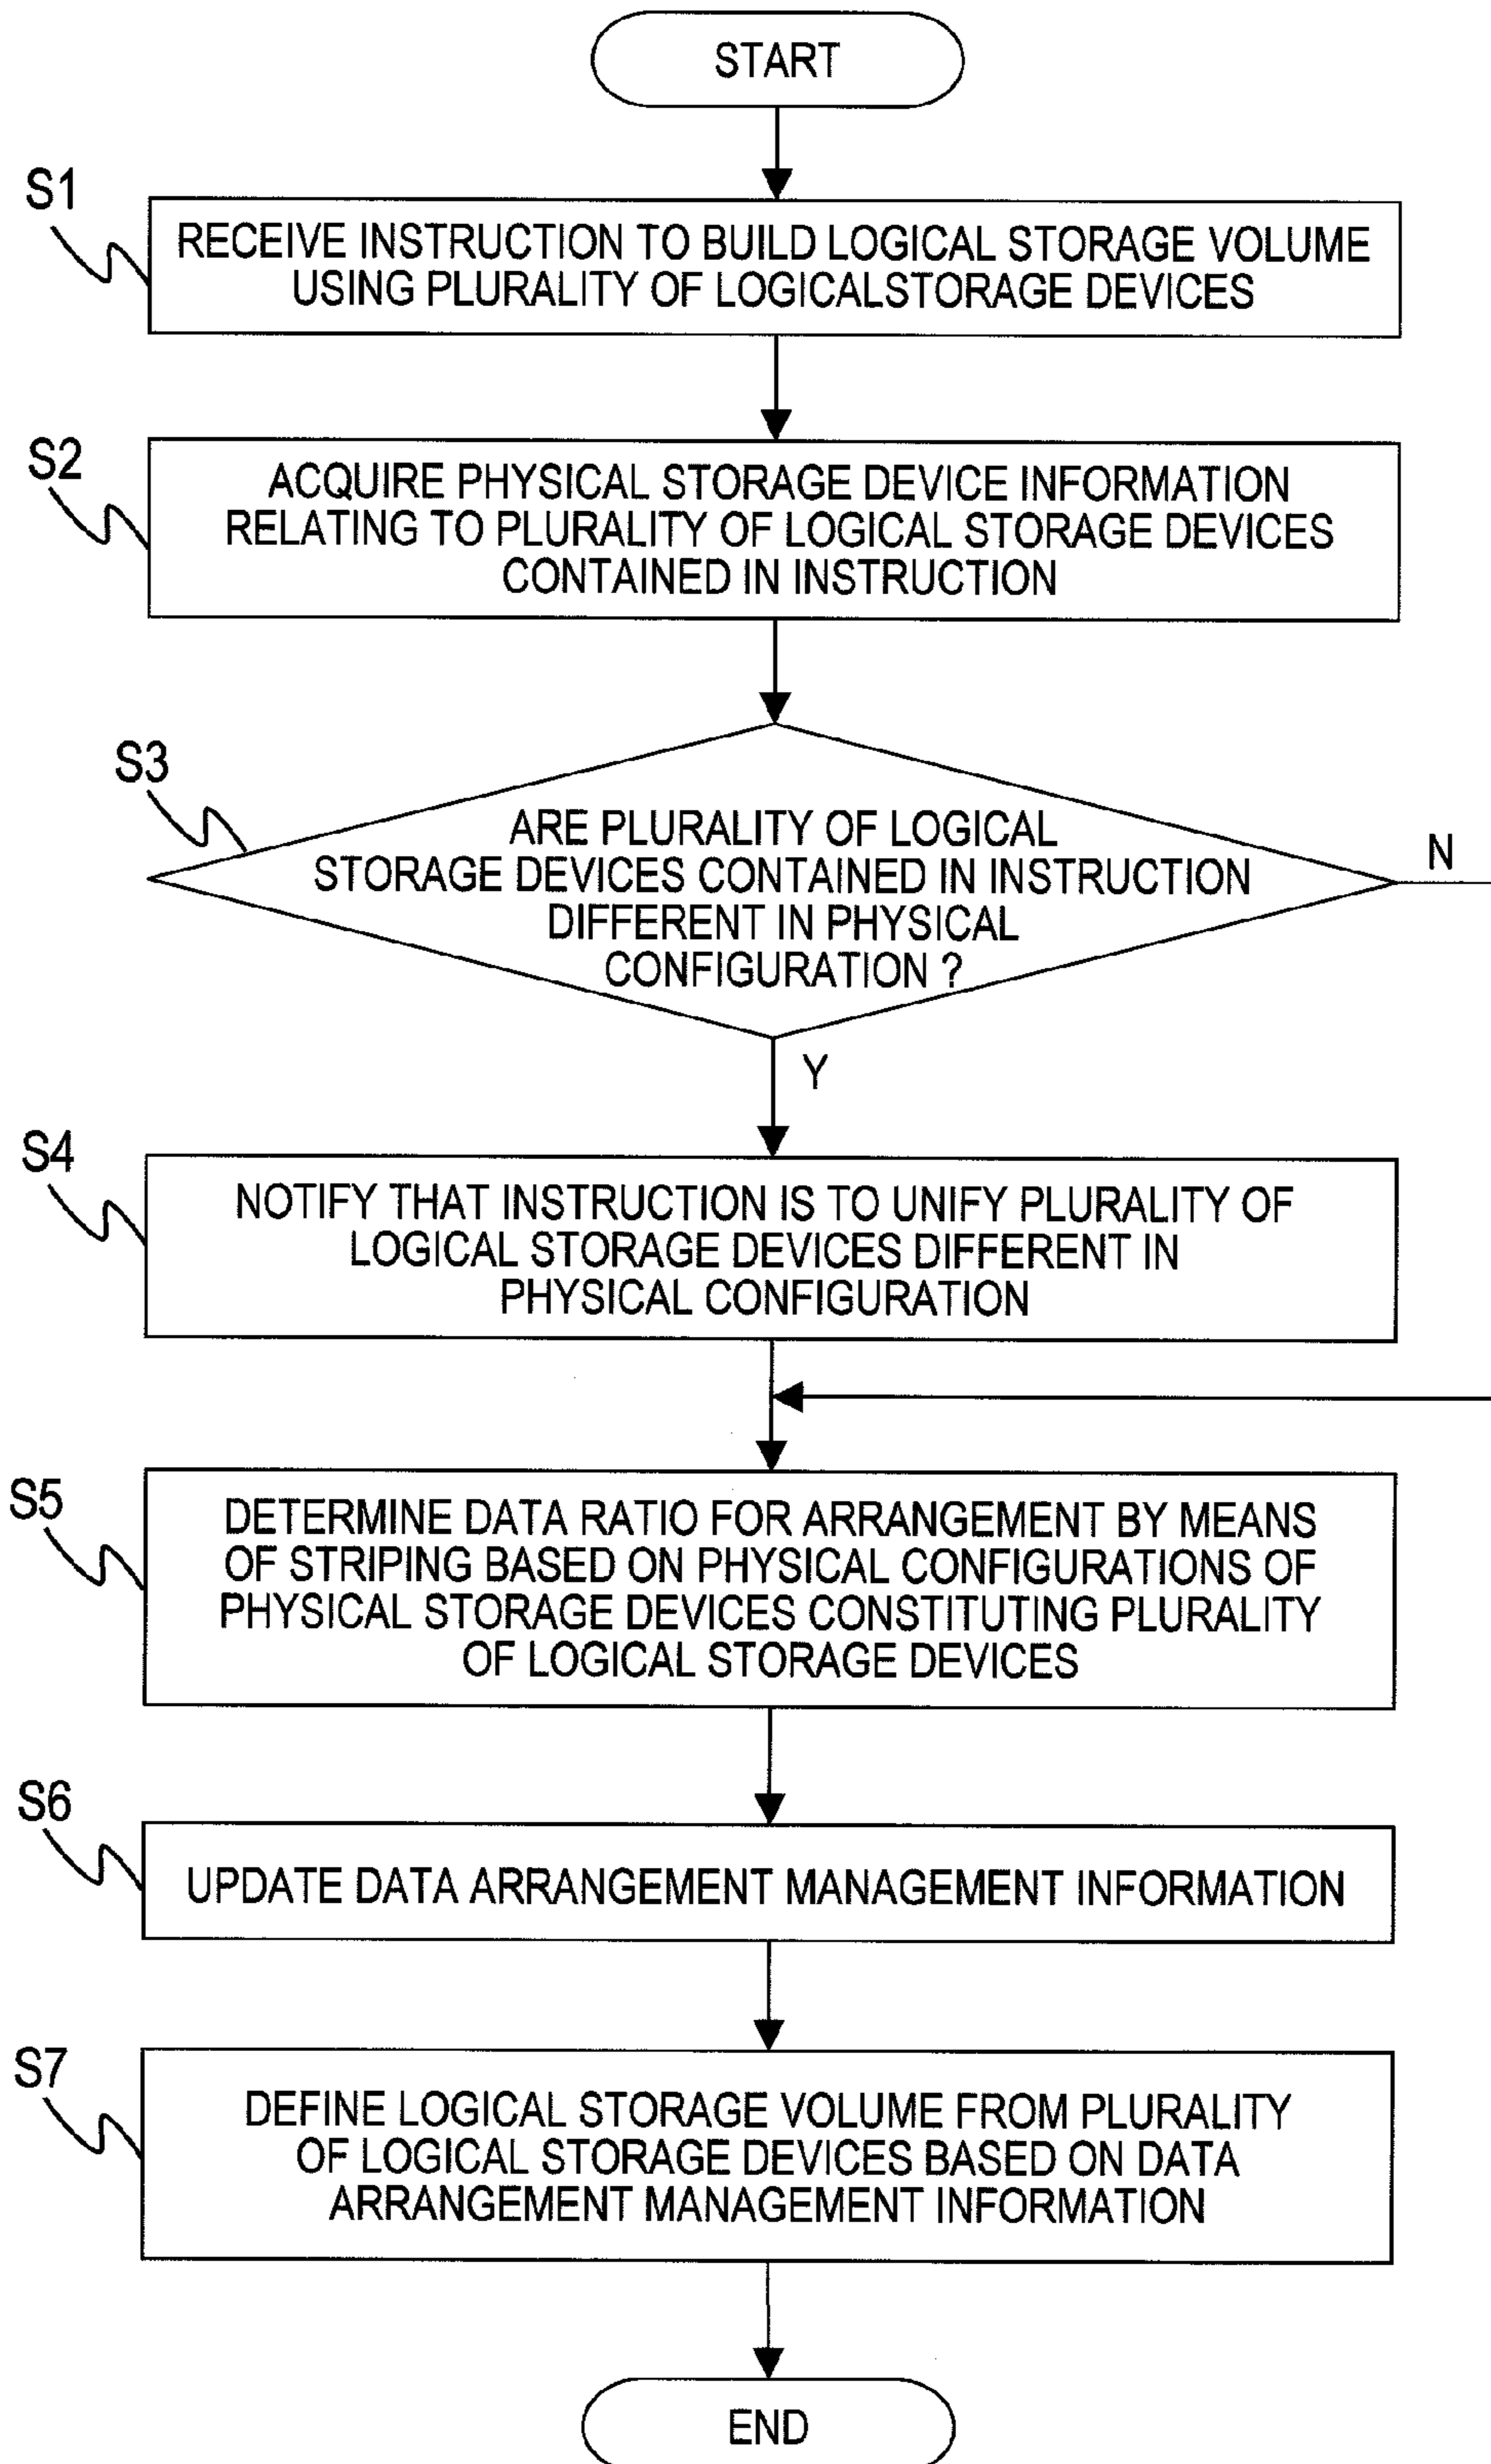 START
S1
RECEIVE INSTRUCTION TO BUILD LOGICAL STORAGE VOLUME
USING PLURALITY OF LOGICALSTORAGE DEVICES
S2
ACQUIRE PHYSICAL STORAGE DEVICE INFORMATION
RELATING TO PLURALITY OF LOGICAL STORAGE DEVICES
CONTAINED IN INSTRUCTION
S3
ARE PLURALITY OF LOGICAL
STORAGE DEVICES CONTAINED IN INSTRUCTION
DIFFERENT IN PHYSICAL
CONFIGURATION ?
N
Y
S4
NOTIFY THAT INSTRUCTION IS TO UNIFY PLURALITY OF
LOGICAL STORAGE DEVICES DIFFERENT IN
PHYSICAL CONFIGURATION
S5
DETERMINE DATA RATIO FOR ARRANGEMENT BY MEANS
OF STRIPING BASED ON PHYSICAL CONFIGURATIONS OF
PHYSICAL STORAGE DEVICES CONSTITUTING PLURALITY
OF LOGICAL STORAGE DEVICES
S6
UPDATE DATA ARRANGEMENT MANAGEMENT INFORMATION
S7
DEFINE LOGICAL STORAGE VOLUME FROM PLURALITY
OF LOGICAL STORAGE DEVICES BASED ON DATA
ARRANGEMENT MANAGEMENT INFORMATION
END